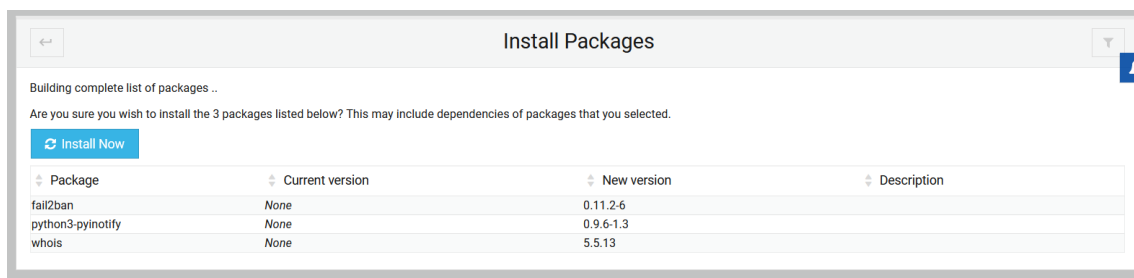 Install Packages
Building complete list of packages ..
Are you sure you wish to install the 3 packages listed below? This may include dependencies of packages that you selected.
Install Now
Package Current version New version Description
fail2ban None 0.11.2-6
python3-pyinotify None 0.9.6-1.3
whois None 5.5.13